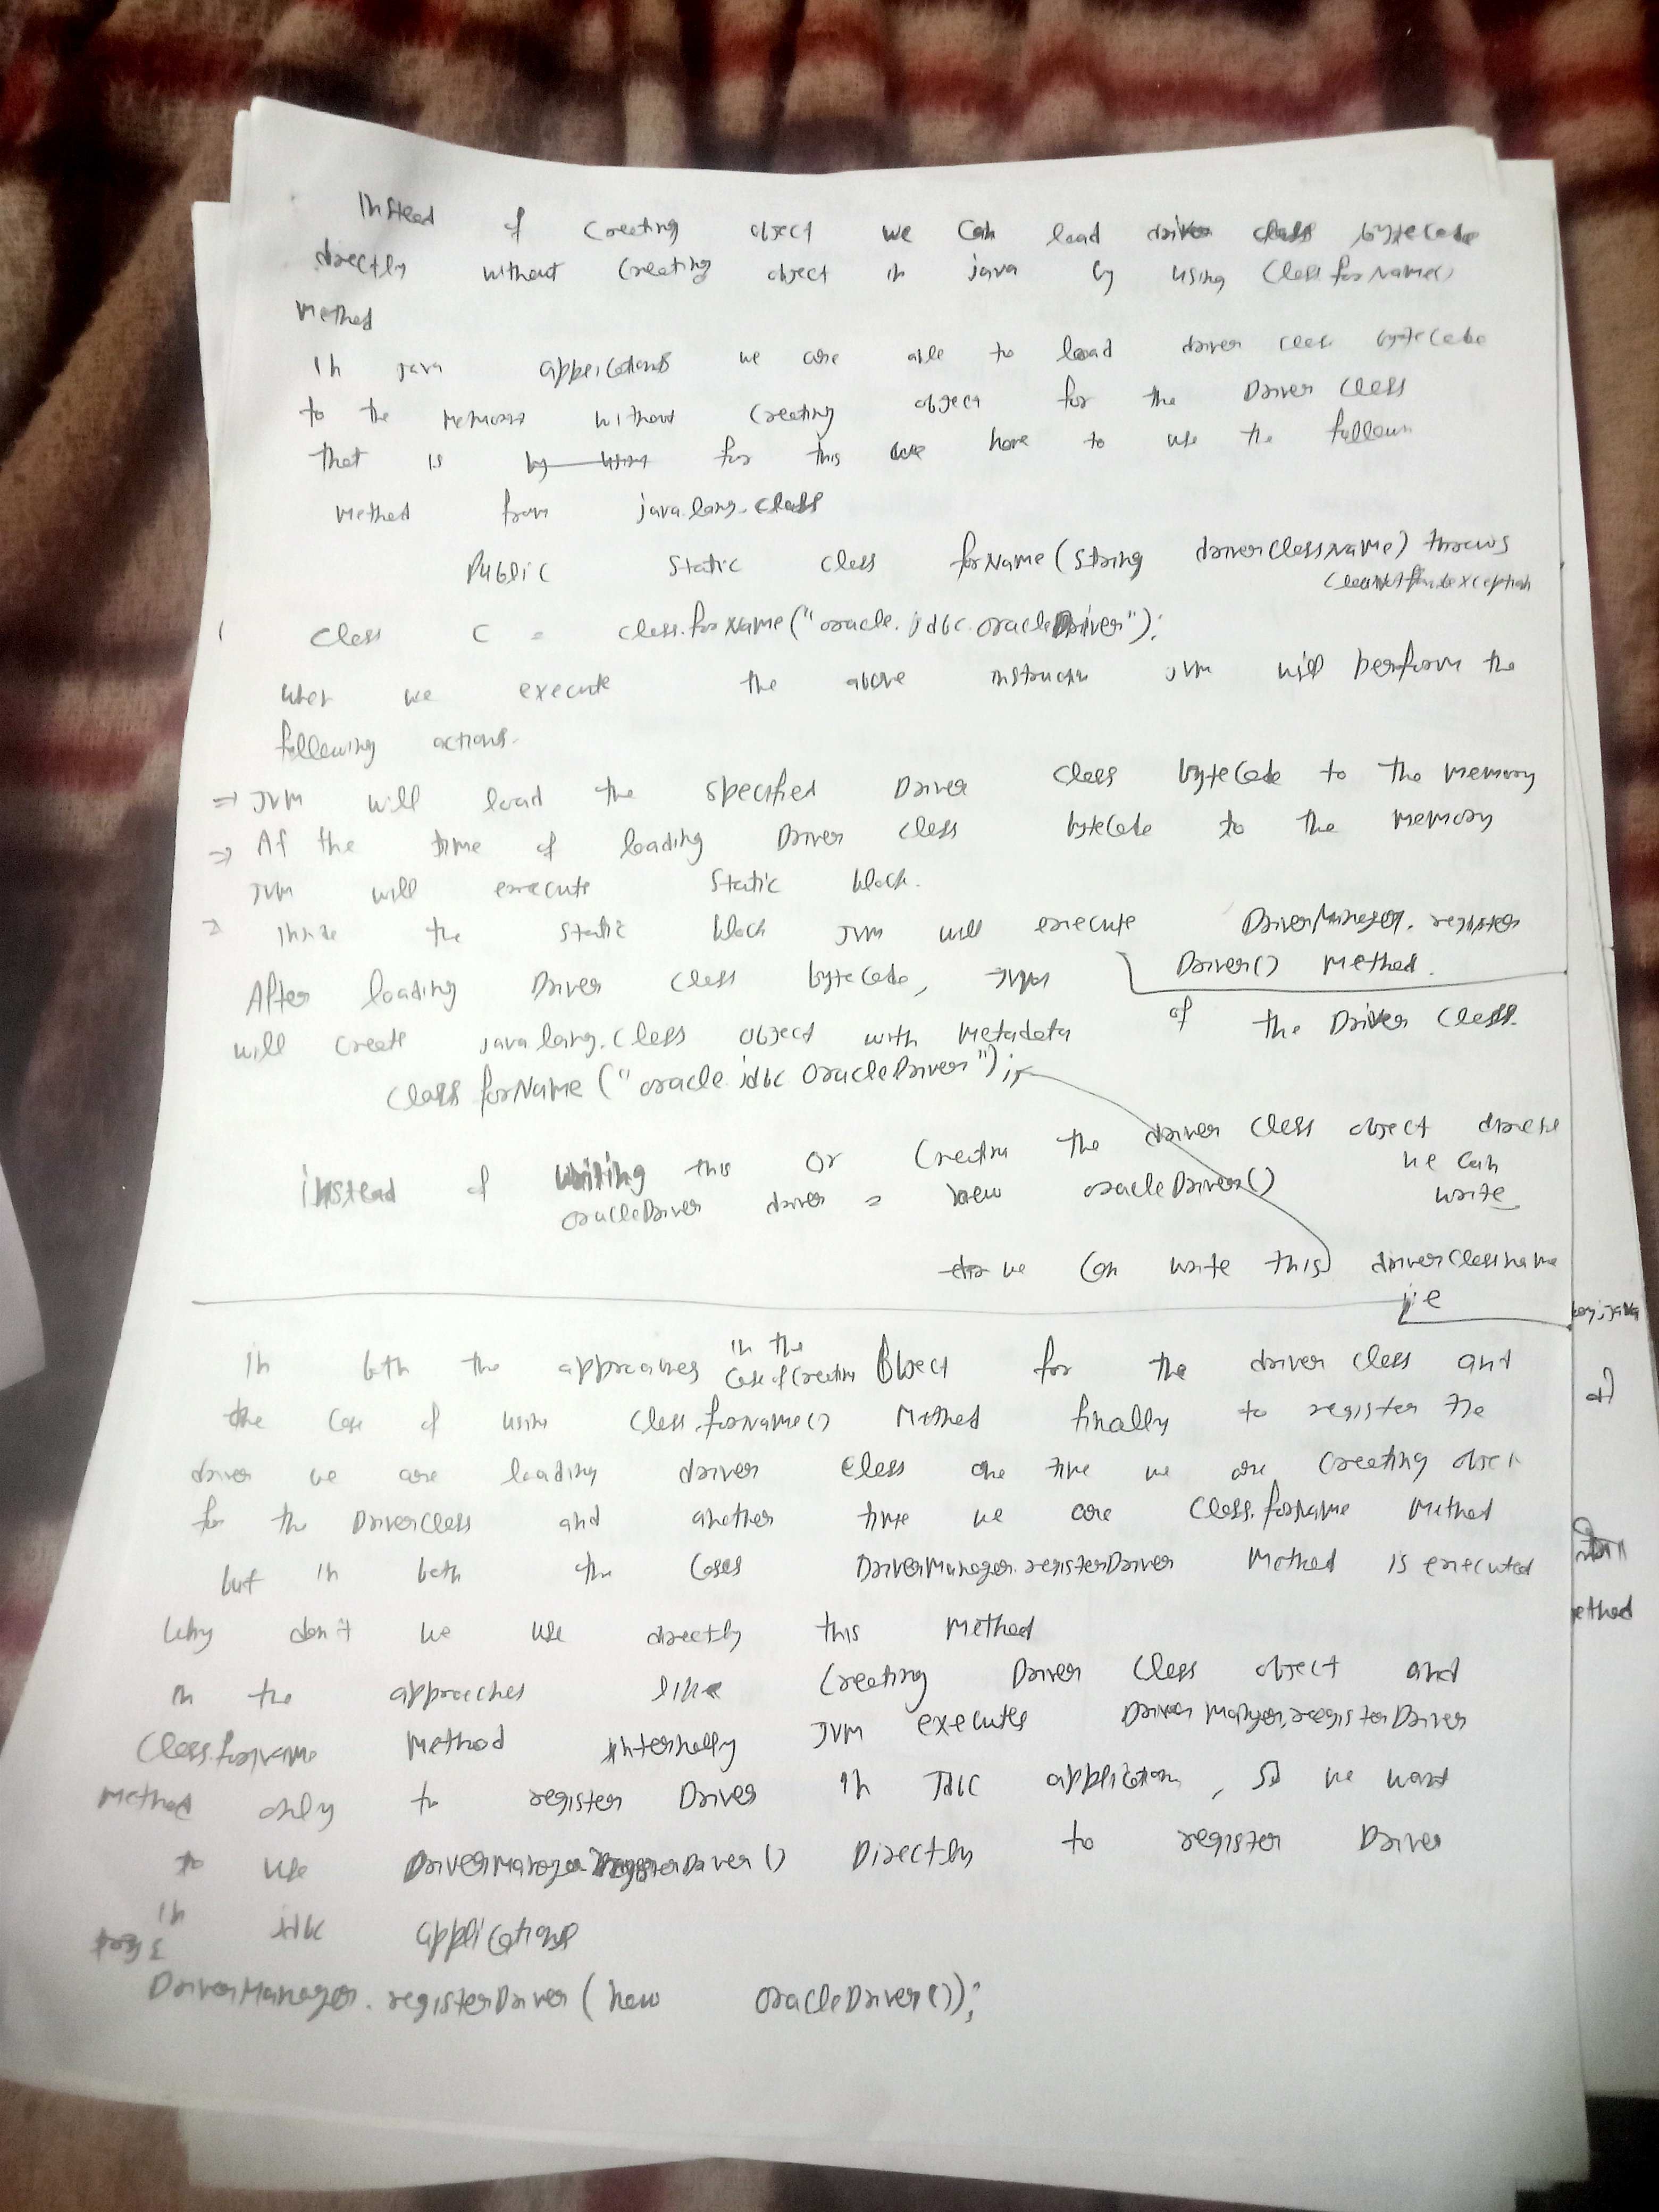 Instead of Creating object we can load driver class bytecode
directly without Creating object in java by using Class.forName()
Method
In java applications we are able to load driver class bytecode
to the memory without Creating object for the Driver Class
that is by using for this we have to use the
Method from java.lang.class
Public Static class forName(String driverClassName) throws
ClassNotFoundException
Class C = class.forName("oracle.jdbc.oracleDriver");
when we execute the above instruction JVM will perform the
following actions.
⇒ JVM will load the specified Driver Class bytecode to the Memory
⇒ At the time of loading Driver class bytecode to the Memory
JVM will execute Static block.
⇒ Inside the static block JVM will execute DriverManager.register
Driver() Method.
After loading Driver Class bytecode, JVM
will create java.lang.Class object with Metadata of the Driver Class.
Class.forName("oracle.jdbc.OracleDriver");
instead of writing this or Creating the driver class object
oracleDriver driver = new oracleDriver() we can
write
we can write this driverClassname
i.e
In both the approaches in the
Case of Creating Object for the driver class and
the case of using Class.forName() Method finally to register the
driver we are loading driver class one time we are Creating object
for the DriverClass and another time we are Class.forName Method
but in both the Cases DriverManager.registerDriver Method is executed
ethod
Why don't we use directly this Method
In the approaches like Creating Driver Class object and
Class.forName Method internally JVM executes DriverManager.registerDriver
Method only to register Driver in JDBC application, So we want
to use DriverManager.registerDriver() Directly to register Driver
in jdbc applications
DriverManager.registerDriver(new oracleDriver());